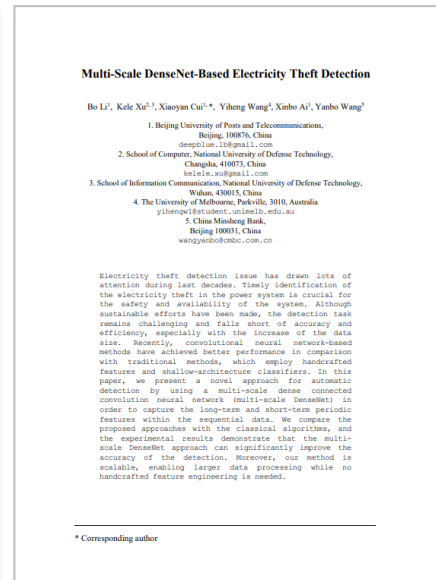 Multi-Scale DenseNet-Based Electricity Theft Detection
Bo Li¹, Kele Xu²,³, Xiaoyan Cui¹,*, Yiheng Wang⁴, Xinbo Ai¹, Yanbo Wang⁵
1. Beijing University of Posts and Telecommunications,
Beijing, 100876, China
deepblue.lb@gmail.com
2. School of Computer, National University of Defense Technology,
Changsha, 410073, China
kelele.xu@gmail.com
3. School of Information Communication, National University of Defense Technology,
Wuhan, 430015, China
4. The University of Melbourne, Parkville, 3010, Australia
yihengw1@student.unimelb.edu.au
5. China Minsheng Bank,
Beijing 100031, China
wangyanbo@cmbc.com.cn
Electricity theft detection issue has drawn lots of
attention during last decades. Timely identification of
the electricity theft in the power system is crucial for
the safety and availability of the system. Although
sustainable efforts have been made, the detection task
remains challenging and falls short of accuracy and
efficiency, especially with the increase of the data
size. Recently, convolutional neural network-based
methods have achieved better performance in comparison
with traditional methods, which employ handcrafted
features and shallow-architecture classifiers. In this
paper, we present a novel approach for automatic
detection by using a multi-scale dense connected
convolution neural network (multi-scale DenseNet) in
order to capture the long-term and short-term periodic
features within the sequential data. We compare the
proposed approaches with the classical algorithms, and
the experimental results demonstrate that the multi-
scale DenseNet approach can significantly improve the
accuracy of the detection. Moreover, our method is
scalable, enabling larger data processing while no
handcrafted feature engineering is needed.
* Corresponding author